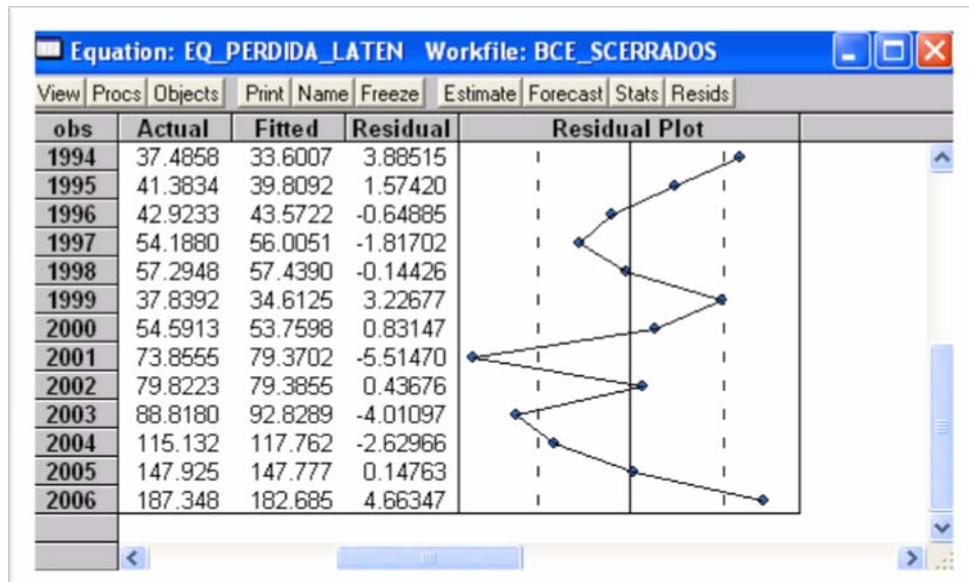 Equation: EQ_PERDIDA_LATEN Workfile: BCE_SCERRADOS
View Procs Objects Print Name Freeze Estimate Forecast Stats Resids
obs Actual Fitted Residual Residual Plot
1994 37.4858 33.6007 3.88515
1995 41.3834 39.8092 1.57420
1996 42.9233 43.5722 -0.64885
1997 54.1880 56.0051 -1.81702
1998 57.2948 57.4390 -0.14426
1999 37.8392 34.6125 3.22677
2000 54.5913 53.7598 0.83147
2001 73.8555 79.3702 -5.51470
2002 79.8223 79.3855 0.43676
2003 88.8180 92.8289 -4.01097
2004 115.132 117.762 -2.62966
2005 147.925 147.777 0.14763
2006 187.348 182.685 4.66347